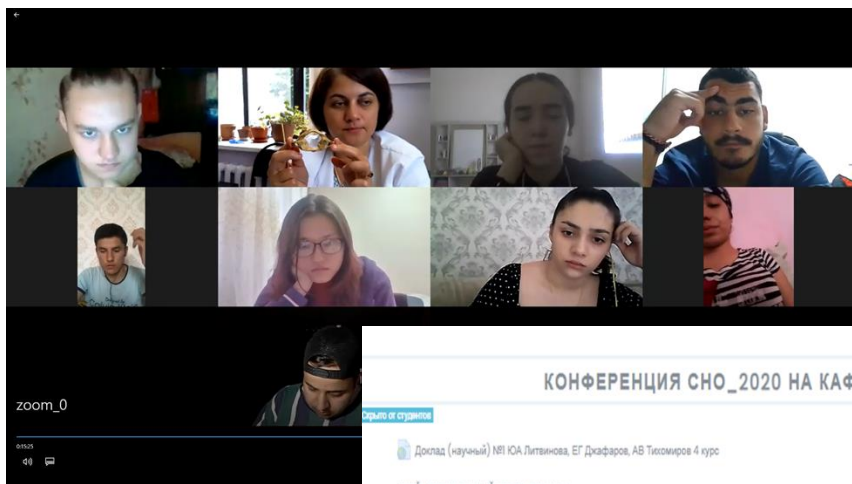 zoom_0
0:15:25
КОНФЕРЕНЦИЯ СНО_2020 НА КАФ
Скрыто от студентов
Доклад (научный) №1 ЮА Литвинова, ЕГ Джафаров, АВ Тихомиров 4 курс